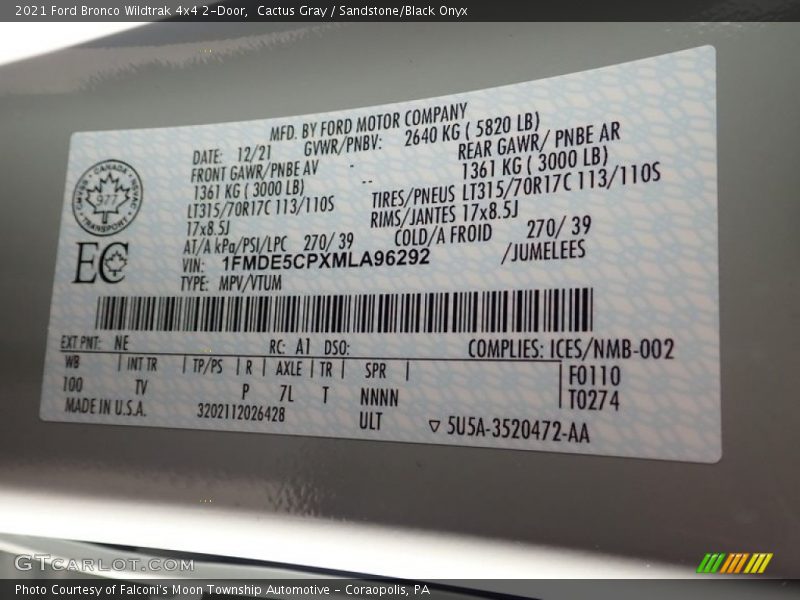 2021 Ford Bronco Wildtrak 4x4 2-Door,  Cactus Gray / Sandstone/Black Onyx
MFD. BY FORD MOTOR COMPANY
DATE: 12/21 GVWR/PNBV: 2640 KG ( 5820 LB)
FRONT GAWR/PNBE AV - REAR GAWR/ PNBE AR
1361 KG ( 3000 LB) -- 1361 KG ( 3000 LB)
LT315/70R17C 113/110S TIRES/PNEUS LT315/70R17C 113/110S
17x8.5J RIMS/JANTES 17x8.5J
AT/A kPa/PSI/LPC 270/ 39 COLD/A FROID 270/ 39
VIN: 1FMDE5CPXMLA96292 /JUMELEES
TYPE: MPV/VTUM
CANADA
977
TRANSPORT
EC
EXT PNT: NE RC: A1 DSO: COMPLIES: ICES/NMB-002
WB | INT TR | TP/PS | R | AXLE | TR | SPR | F0110
100 TV P 7L T NNNN T0274
MADE IN U.S.A. 3202112026428 ULT ▽ 5U5A-3520472-AA
GTCARLOT.COM
Photo Courtesy of Falconi's Moon Township Automotive - Coraopolis, PA